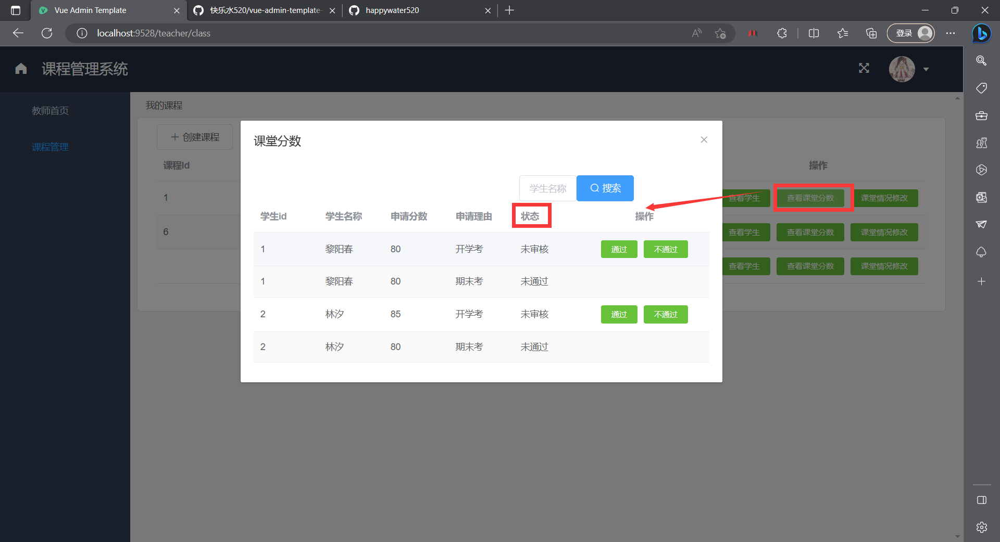 Vue Admin Template
快乐水520/vue-admin-template-
happywater520
localhost:9528/teacher/class
登录
课程管理系统
教师首页
课程管理
我的课程
创建课程
课程Id
操作
1
查看学生 查看课堂分数 课堂情况修改
6
查看学生 查看课堂分数 课堂情况修改
查看学生 查看课堂分数 课堂情况修改
课堂分数
学生名称 搜索
学生id 学生名称 申请分数 申请理由 状态 操作
1 黎阳春 80 开学考 未审核 通过 不通过
1 黎阳春 80 期末考 未通过
2 林汐 85 开学考 未审核 通过 不通过
2 林汐 80 期末考 未通过